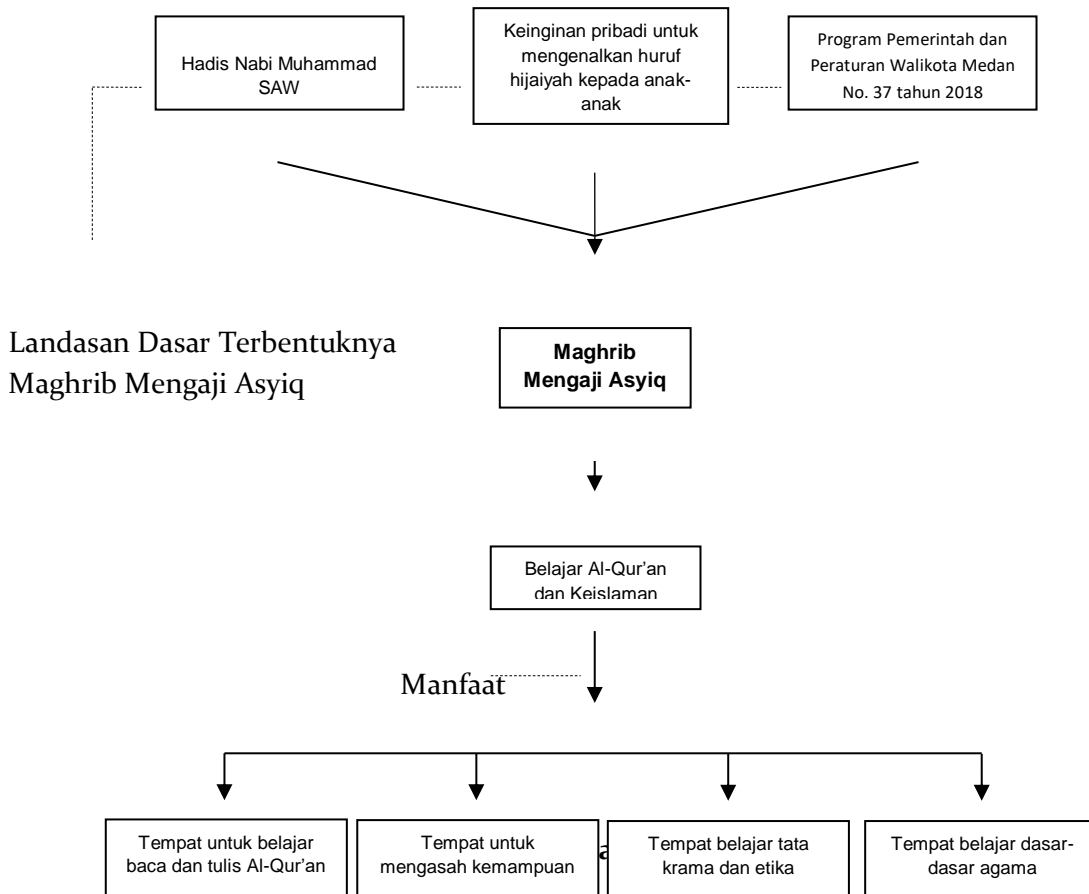 Hadis Nabi Muhammad
SAW
Keinginan pribadi untuk
mengenalkan huruf
hijaiyah kepada anak-
anak
Program Pemerintah dan
Peraturan Walikota Medan
No. 37 tahun 2018
Landasan Dasar Terbentuknya
Maghrib Mengaji Asyiq
Maghrib
Mengaji Asyiq
Belajar Al-Qur'an
dan Keislaman
Manfaat
Tempat untuk belajar
baca dan tulis Al-Qur'an
Tempat untuk
mengasah kemampuan
Tempat belajar tata
krama dan etika
Tempat belajar dasar-
dasar agama